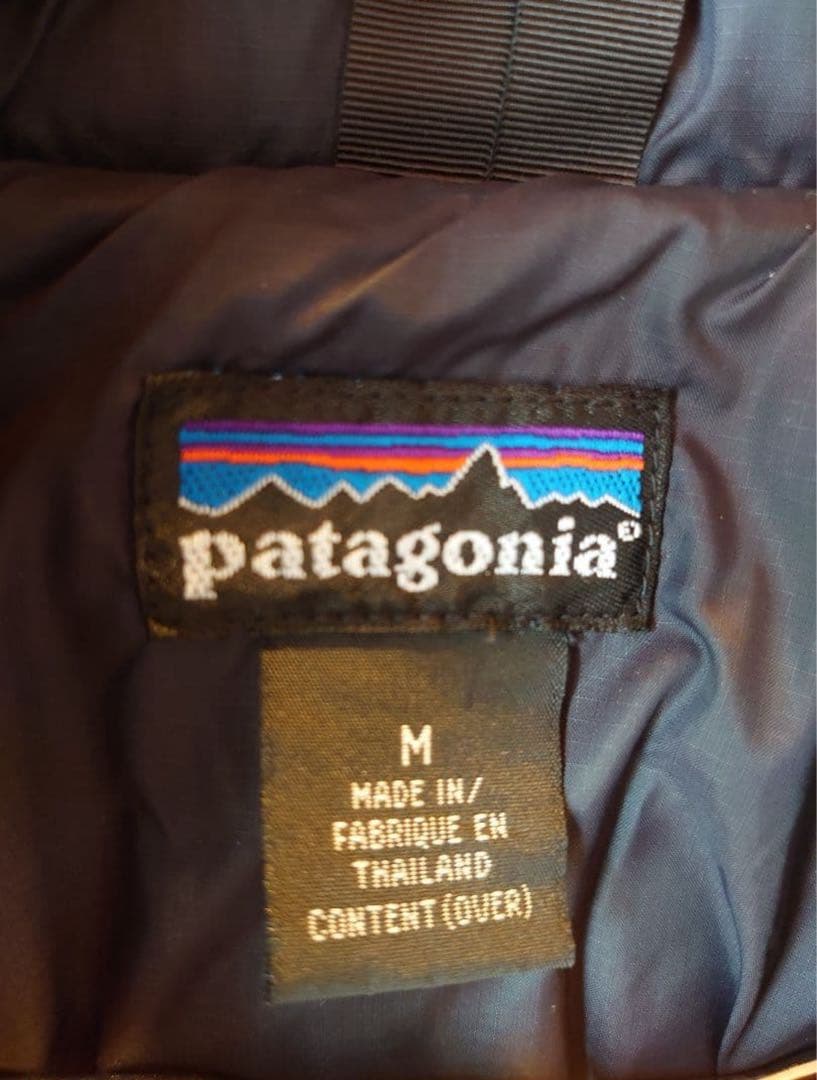 patagonia®
M
MADE IN/
FABRIQUE EN
THAILAND
CONTENT (OVER)